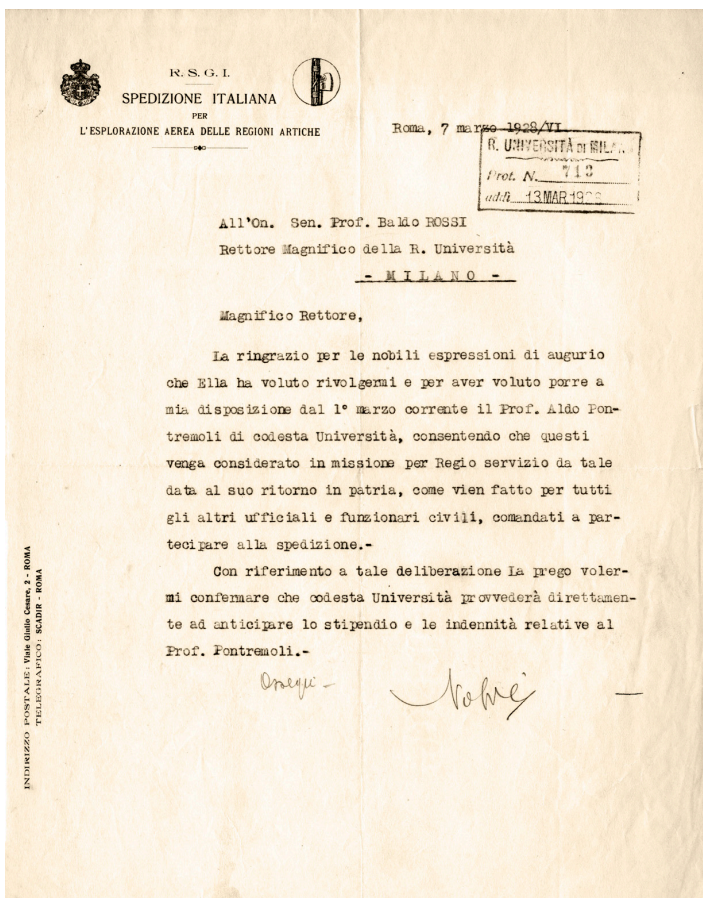 R. S. G. I.
SPEDIZIONE ITALIANA
PER
L'ESPLORAZIONE AEREA DELLE REGIONI ARTICHE
Roma, 7 marzo 1928/VI
R. UNIVERSITÀ DI MILANO
Prot. N. 713
addì 13 MAR 1928
All'On. Sen. Prof. Baldo ROSSI
Rettore Magnifico della R. Università
- MILANO -
Magnifico Rettore,
La ringrazio per le nobili espressioni di augurio
che Ella ha voluto rivolgermi e per aver voluto porre a
mia disposizione dal 1° marzo corrente il Prof. Aldo Pon-
tremoli di codesta Università, consentendo che questi
venga considerato in missione per Regio servizio da tale
data al suo ritorno in patria, come vien fatto per tutti
gli altri ufficiali e funzionari civili, comandati a par-
tecipare alla spedizione.-
Con riferimento a tale deliberazione La prego voler-
mi confermare che codesta Università provvederà direttamen-
te ad anticipare lo stipendio e le indennità relative al
Prof. Pontremoli.-
Ossequi -
Nobile
INDIRIZZO POSTALE: Viale Giulio Cesare, 2 - ROMA
TELEGRAFICO: SCADIR - ROMA